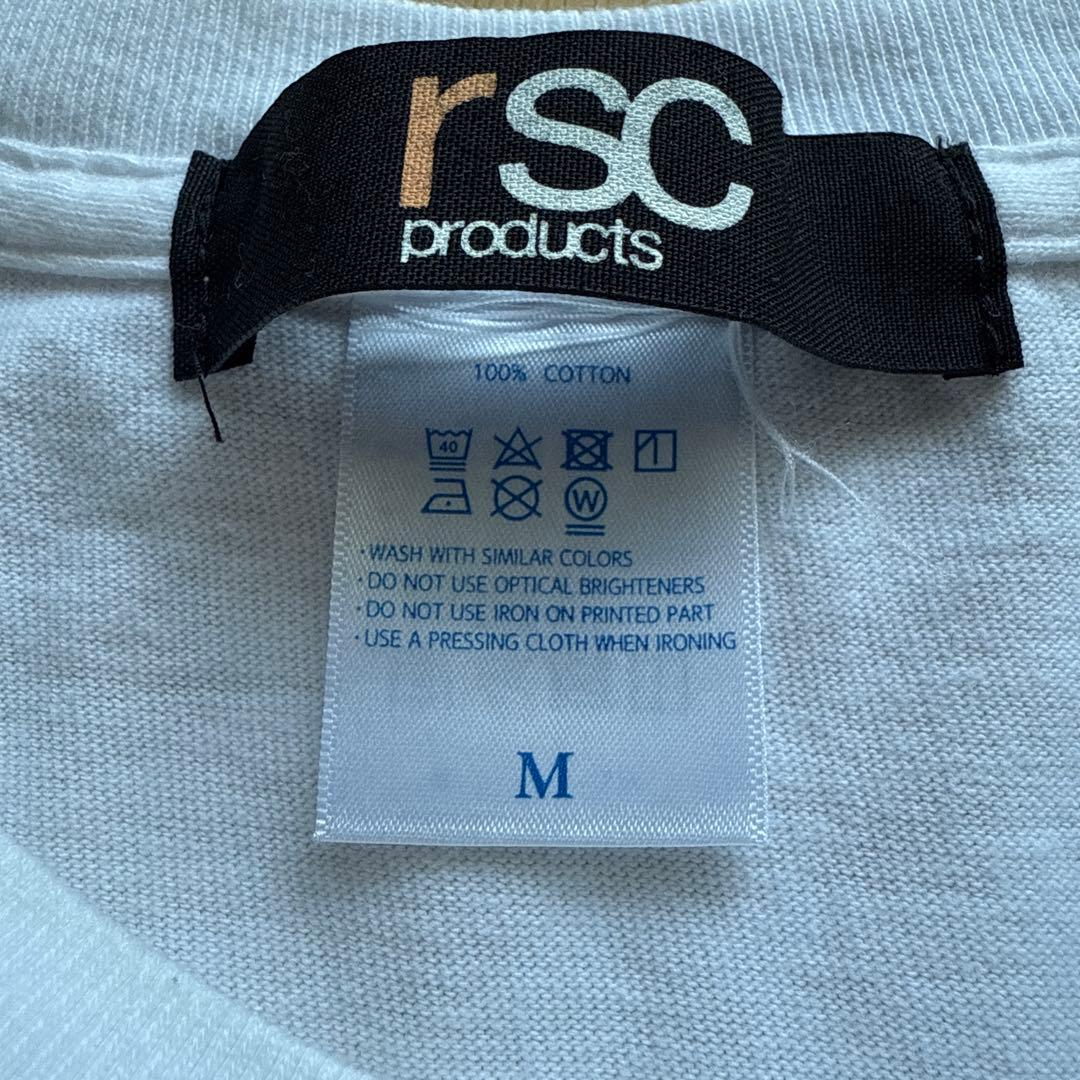 rsc
products
100% COTTON
40
W
·WASH WITH SIMILAR COLORS
·DO NOT USE OPTICAL BRIGHTENERS
·DO NOT USE IRON ON PRINTED PART
·USE A PRESSING CLOTH WHEN IRONING
M